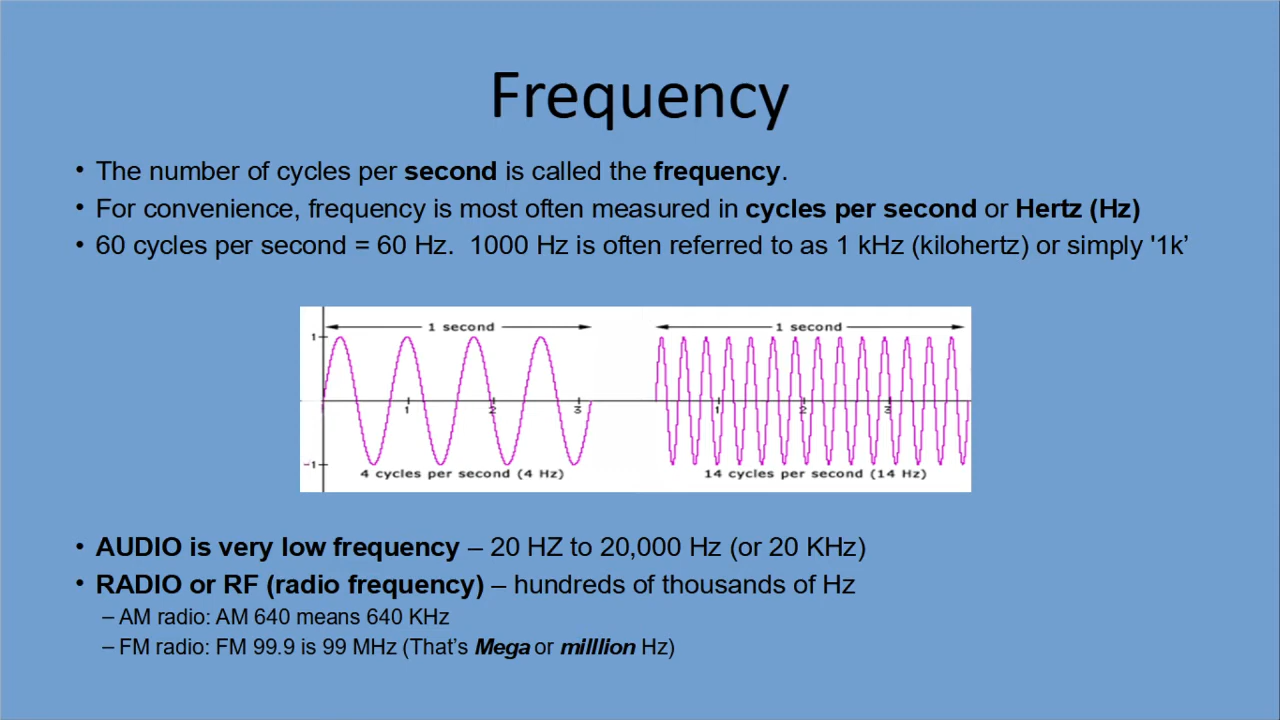 Frequency
• The number of cycles per second is called the frequency.
• For convenience, frequency is most often measured in cycles per second or Hertz (Hz)
• 60 cycles per second = 60 Hz.  1000 Hz is often referred to as 1 kHz (kilohertz) or simply '1k’
1 second
1 second
1
1
2
3
1
2
3
-1
4 cycles per second (4 Hz)
14 cycles per second (14 Hz)
• AUDIO is very low frequency – 20 HZ to 20,000 Hz (or 20 KHz)
• RADIO or RF (radio frequency) – hundreds of thousands of Hz
– AM radio: AM 640 means 640 KHz
– FM radio: FM 99.9 is 99 MHz (That’s Mega or milllion Hz)